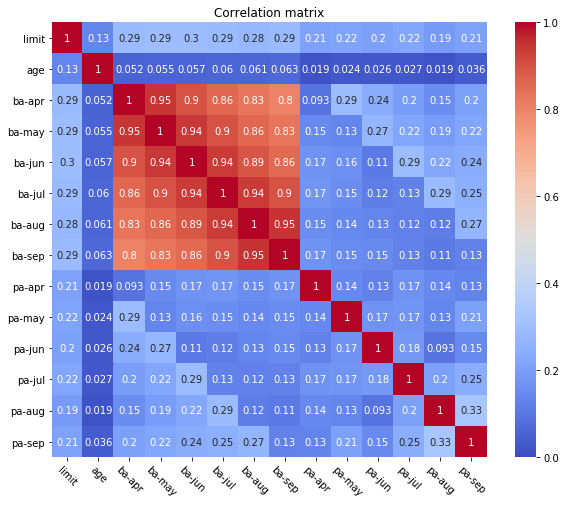 Correlation matrix
limit 1 0.13 0.29 0.29 0.3 0.29 0.28 0.29 0.21 0.22 0.2 0.22 0.19 0.21
age 0.13 1 0.052 0.055 0.057 0.06 0.061 0.063 0.019 0.024 0.026 0.027 0.019 0.036
ba-apr 0.29 0.052 1 0.95 0.9 0.86 0.83 0.8 0.093 0.29 0.24 0.2 0.15 0.2
ba-may 0.29 0.055 0.95 1 0.94 0.9 0.86 0.83 0.15 0.13 0.27 0.22 0.19 0.22
ba-jun 0.3 0.057 0.9 0.94 1 0.94 0.89 0.86 0.17 0.16 0.11 0.29 0.22 0.24
ba-jul 0.29 0.06 0.86 0.9 0.94 1 0.94 0.9 0.17 0.15 0.12 0.13 0.29 0.25
ba-aug 0.28 0.061 0.83 0.86 0.89 0.94 1 0.95 0.15 0.14 0.13 0.12 0.12 0.27
ba-sep 0.29 0.063 0.8 0.83 0.86 0.9 0.95 1 0.17 0.15 0.15 0.13 0.11 0.13
pa-apr 0.21 0.019 0.093 0.15 0.17 0.17 0.15 0.17 1 0.14 0.13 0.17 0.14 0.13
pa-may 0.22 0.024 0.29 0.13 0.16 0.15 0.14 0.15 0.14 1 0.17 0.17 0.13 0.21
pa-jun 0.2 0.026 0.24 0.27 0.11 0.12 0.13 0.15 0.13 0.17 1 0.18 0.093 0.15
pa-jul 0.22 0.027 0.2 0.22 0.29 0.13 0.12 0.13 0.17 0.17 0.18 1 0.2 0.25
pa-aug 0.19 0.019 0.15 0.19 0.22 0.29 0.12 0.11 0.14 0.13 0.093 0.2 1 0.33
pa-sep 0.21 0.036 0.2 0.22 0.24 0.25 0.27 0.13 0.13 0.21 0.15 0.25 0.33 1
limit age ba-apr ba-may ba-jun ba-jul ba-aug ba-sep pa-apr pa-may pa-jun pa-jul pa-aug pa-sep
1.0
0.8
0.6
0.4
0.2
0.0